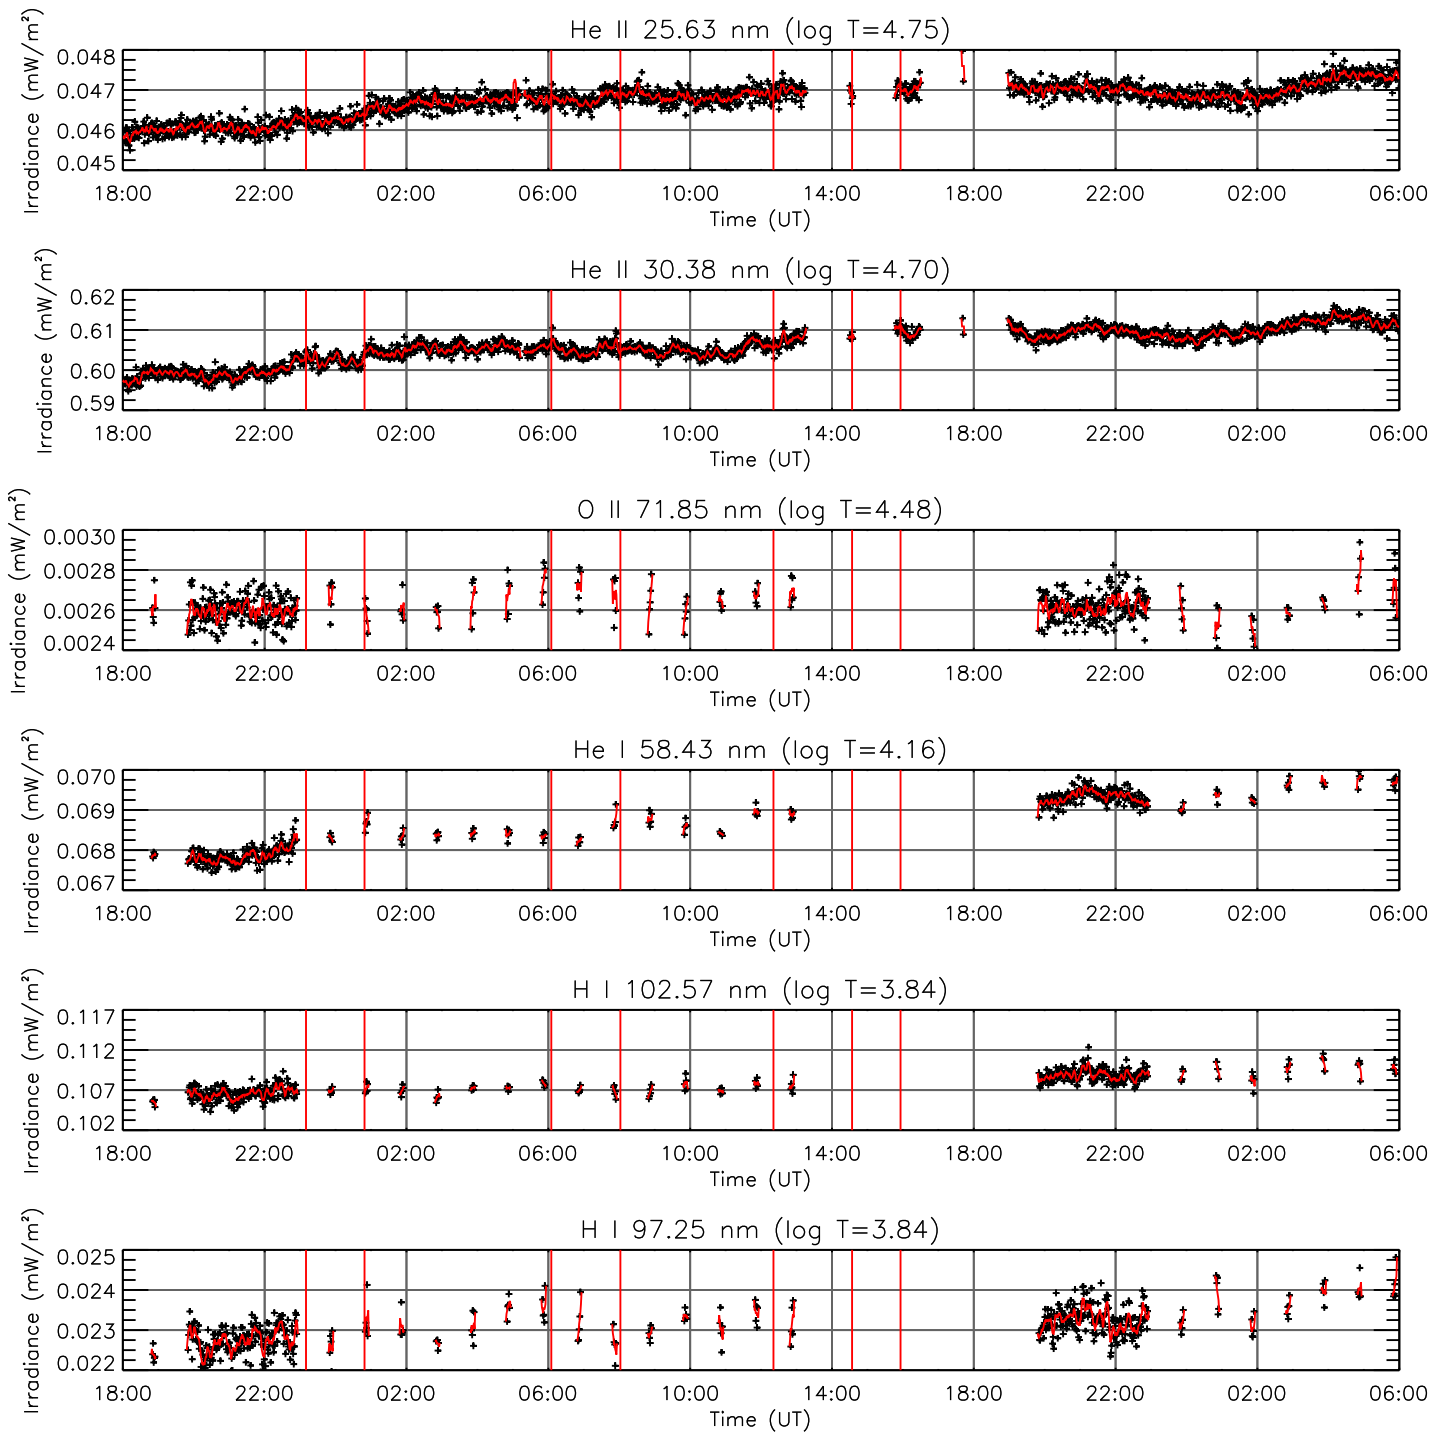 He II 25.63 nm (log T=4.75)
Irradiance (mW/m²)
0.048
0.047
0.046
0.045
18:00 22:00 02:00 06:00 10:00 14:00 18:00 22:00 02:00 06:00
Time (UT)
He II 30.38 nm (log T=4.70)
Irradiance (mW/m²)
0.62
0.61
0.60
0.59
18:00 22:00 02:00 06:00 10:00 14:00 18:00 22:00 02:00 06:00
Time (UT)
O II 71.85 nm (log T=4.48)
Irradiance (mW/m²)
0.0030
0.0028
0.0026
0.0024
18:00 22:00 02:00 06:00 10:00 14:00 18:00 22:00 02:00 06:00
Time (UT)
He I 58.43 nm (log T=4.16)
Irradiance (mW/m²)
0.070
0.069
0.068
0.067
18:00 22:00 02:00 06:00 10:00 14:00 18:00 22:00 02:00 06:00
Time (UT)
H I 102.57 nm (log T=3.84)
Irradiance (mW/m²)
0.117
0.112
0.107
0.102
18:00 22:00 02:00 06:00 10:00 14:00 18:00 22:00 02:00 06:00
Time (UT)
H I 97.25 nm (log T=3.84)
Irradiance (mW/m²)
0.025
0.024
0.023
0.022
18:00 22:00 02:00 06:00 10:00 14:00 18:00 22:00 02:00 06:00
Time (UT)